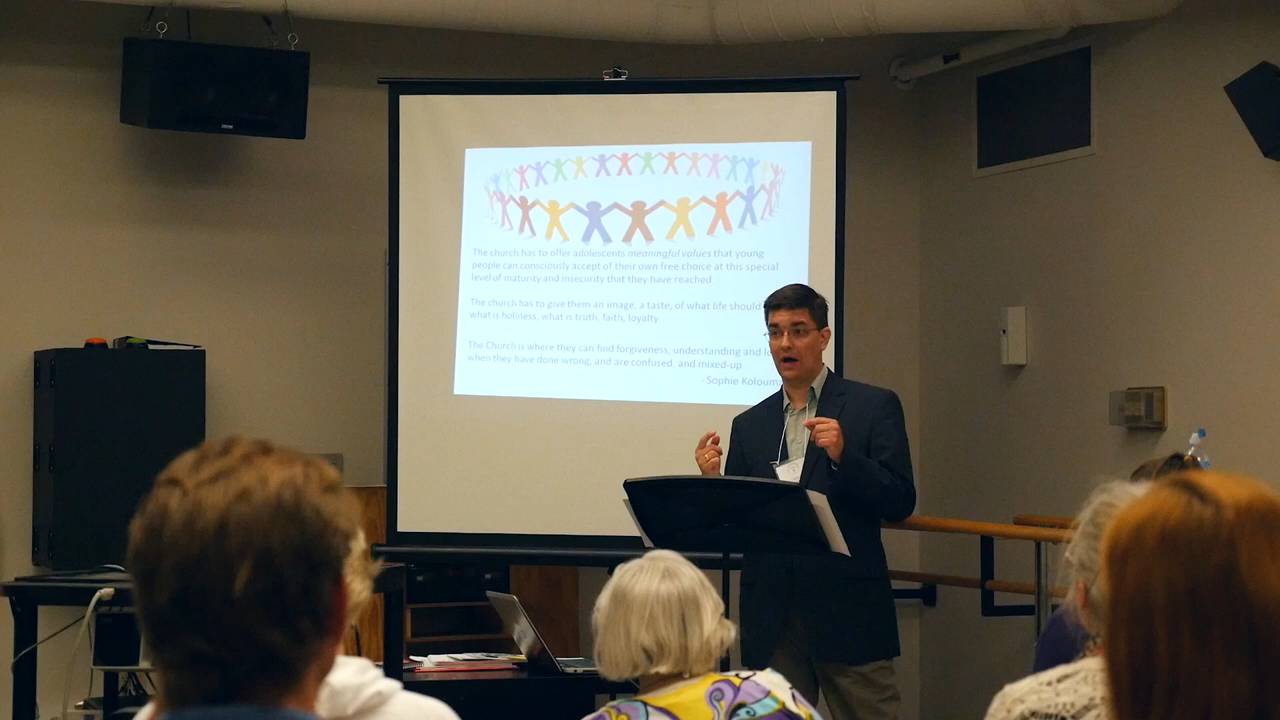 The church has to offer adolescents meaningful values that young
people can consciously accept of their own free choice at this special
level of maturity and insecurity that they have reached.
The church has to give them an image, a taste, of what life should
what is holiness, what is truth, faith, loyalty
The Church is where they can find forgiveness, understanding and
when they have done wrong, and are confused, and mixed-up
- Sophie